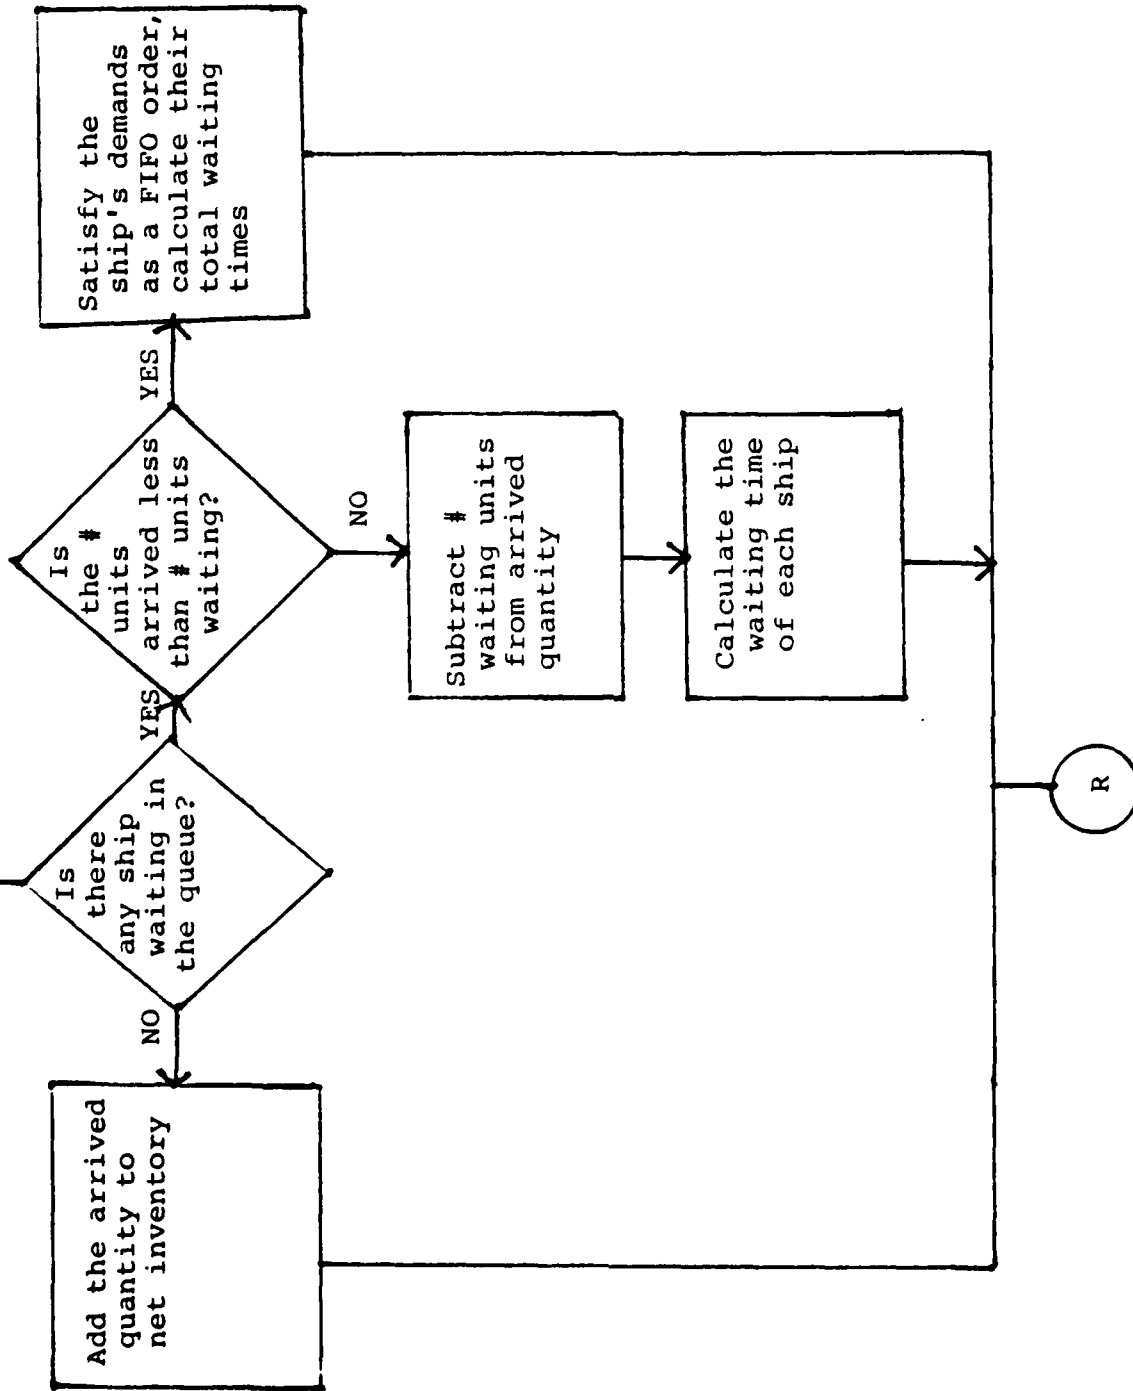 Is
there
any ship
waiting in
the queue?
NO
YES
Add the arrived
quantity to
net inventory
Is
the #
units
arrived less
than # units
waiting?
YES
NO
Satisfy the
ship's demands
as a FIFO order,
calculate their
total waiting
times
Subtract #
waiting units
from arrived
quantity
Calculate the
waiting time
of each ship
R